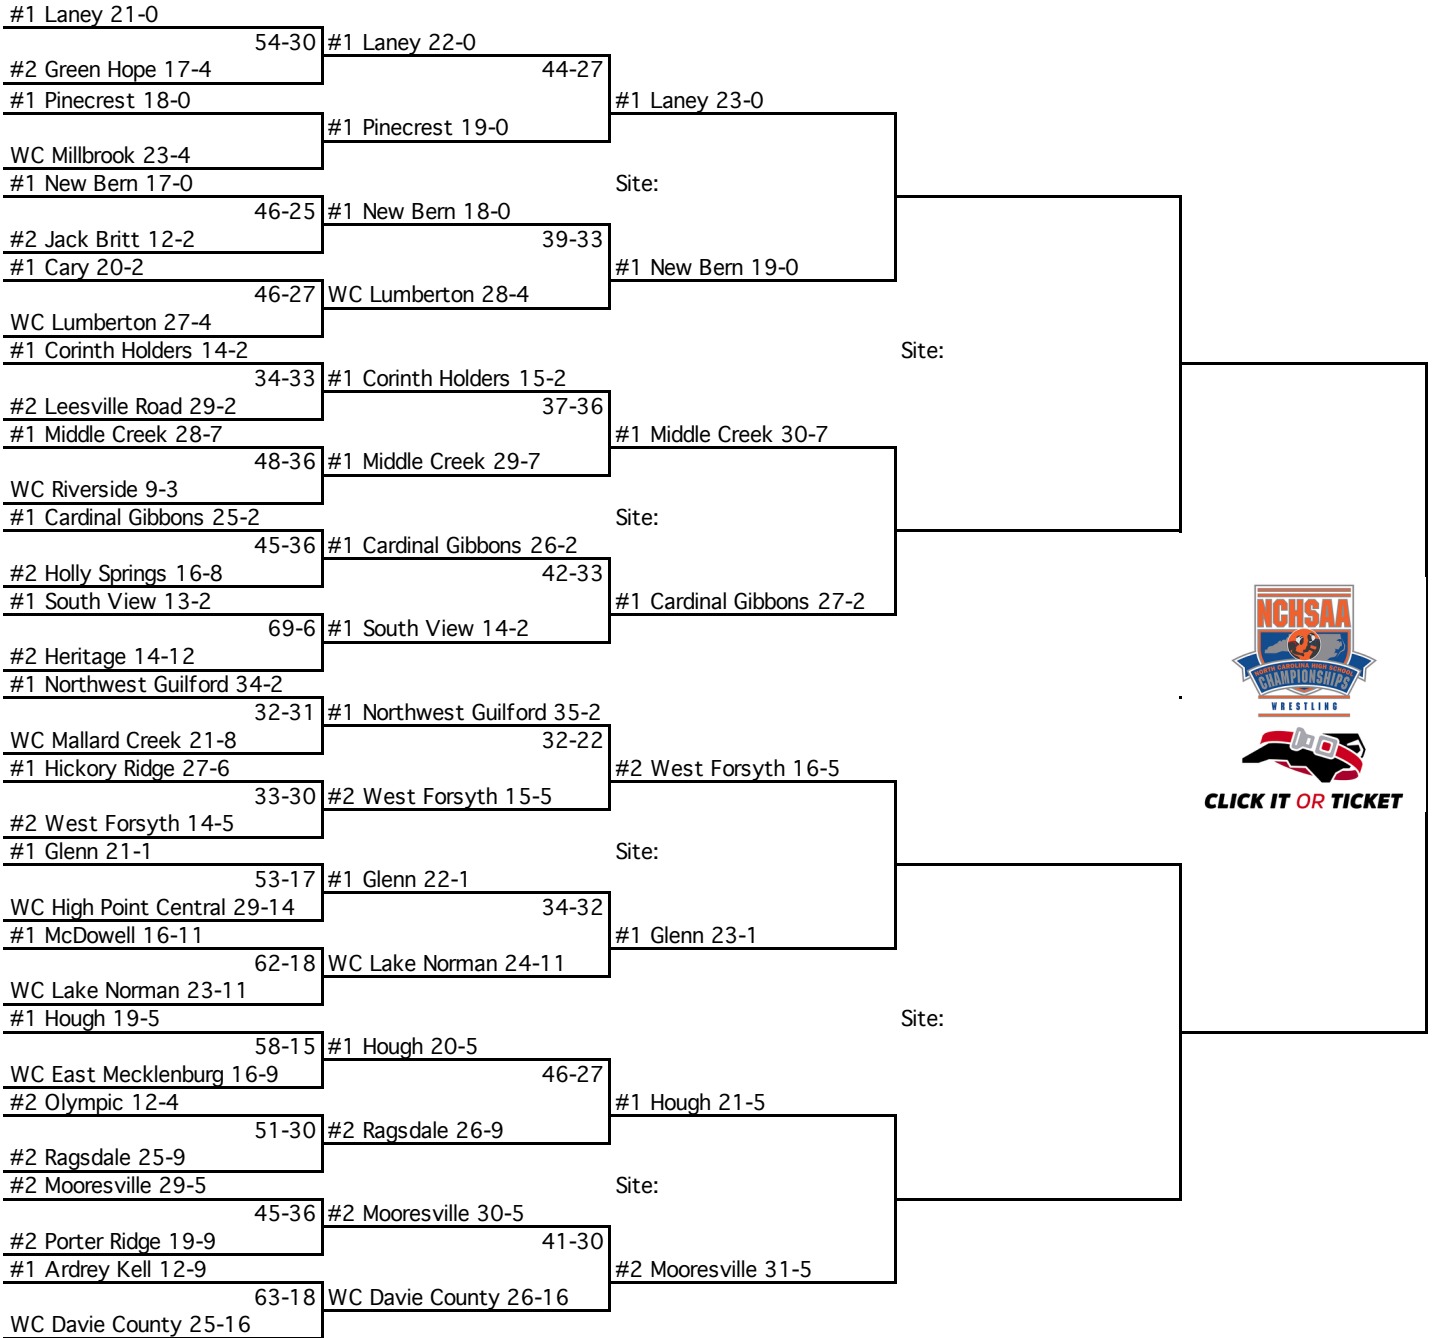 #1 Laney 21-0
54-30 #1 Laney 22-0
#2 Green Hope 17-4
44-27
#1 Pinecrest 18-0
#1 Laney 23-0
#1 Pinecrest 19-0
WC Millbrook 23-4
#1 New Bern 17-0
Site:
46-25 #1 New Bern 18-0
#2 Jack Britt 12-2
39-33
#1 Cary 20-2
#1 New Bern 19-0
46-27 WC Lumberton 28-4
WC Lumberton 27-4
#1 Corinth Holders 14-2
Site:
34-33 #1 Corinth Holders 15-2
#2 Leesville Road 29-2
37-36
#1 Middle Creek 28-7
#1 Middle Creek 30-7
48-36 #1 Middle Creek 29-7
WC Riverside 9-3
#1 Cardinal Gibbons 25-2
Site:
45-36 #1 Cardinal Gibbons 26-2
#2 Holly Springs 16-8
42-33
#1 South View 13-2
#1 Cardinal Gibbons 27-2
69-6 #1 South View 14-2
#2 Heritage 14-12
NCHSAA
NORTH CAROLINA HIGH SCHOOL
CHAMPIONSHIPS
WRESTLING
#1 Northwest Guilford 34-2
32-31 #1 Northwest Guilford 35-2
WC Mallard Creek 21-8
32-22
#1 Hickory Ridge 27-6
#2 West Forsyth 16-5
33-30 #2 West Forsyth 15-5
CLICK IT OR TICKET
#2 West Forsyth 14-5
#1 Glenn 21-1
Site:
53-17 #1 Glenn 22-1
WC High Point Central 29-14
34-32
#1 McDowell 16-11
#1 Glenn 23-1
62-18 WC Lake Norman 24-11
WC Lake Norman 23-11
#1 Hough 19-5
Site:
58-15 #1 Hough 20-5
WC East Mecklenburg 16-9
46-27
#2 Olympic 12-4
#1 Hough 21-5
51-30 #2 Ragsdale 26-9
#2 Ragsdale 25-9
#2 Mooresville 29-5
Site:
45-36 #2 Mooresville 30-5
#2 Porter Ridge 19-9
41-30
#1 Ardrey Kell 12-9
#2 Mooresville 31-5
63-18 WC Davie County 26-16
WC Davie County 25-16